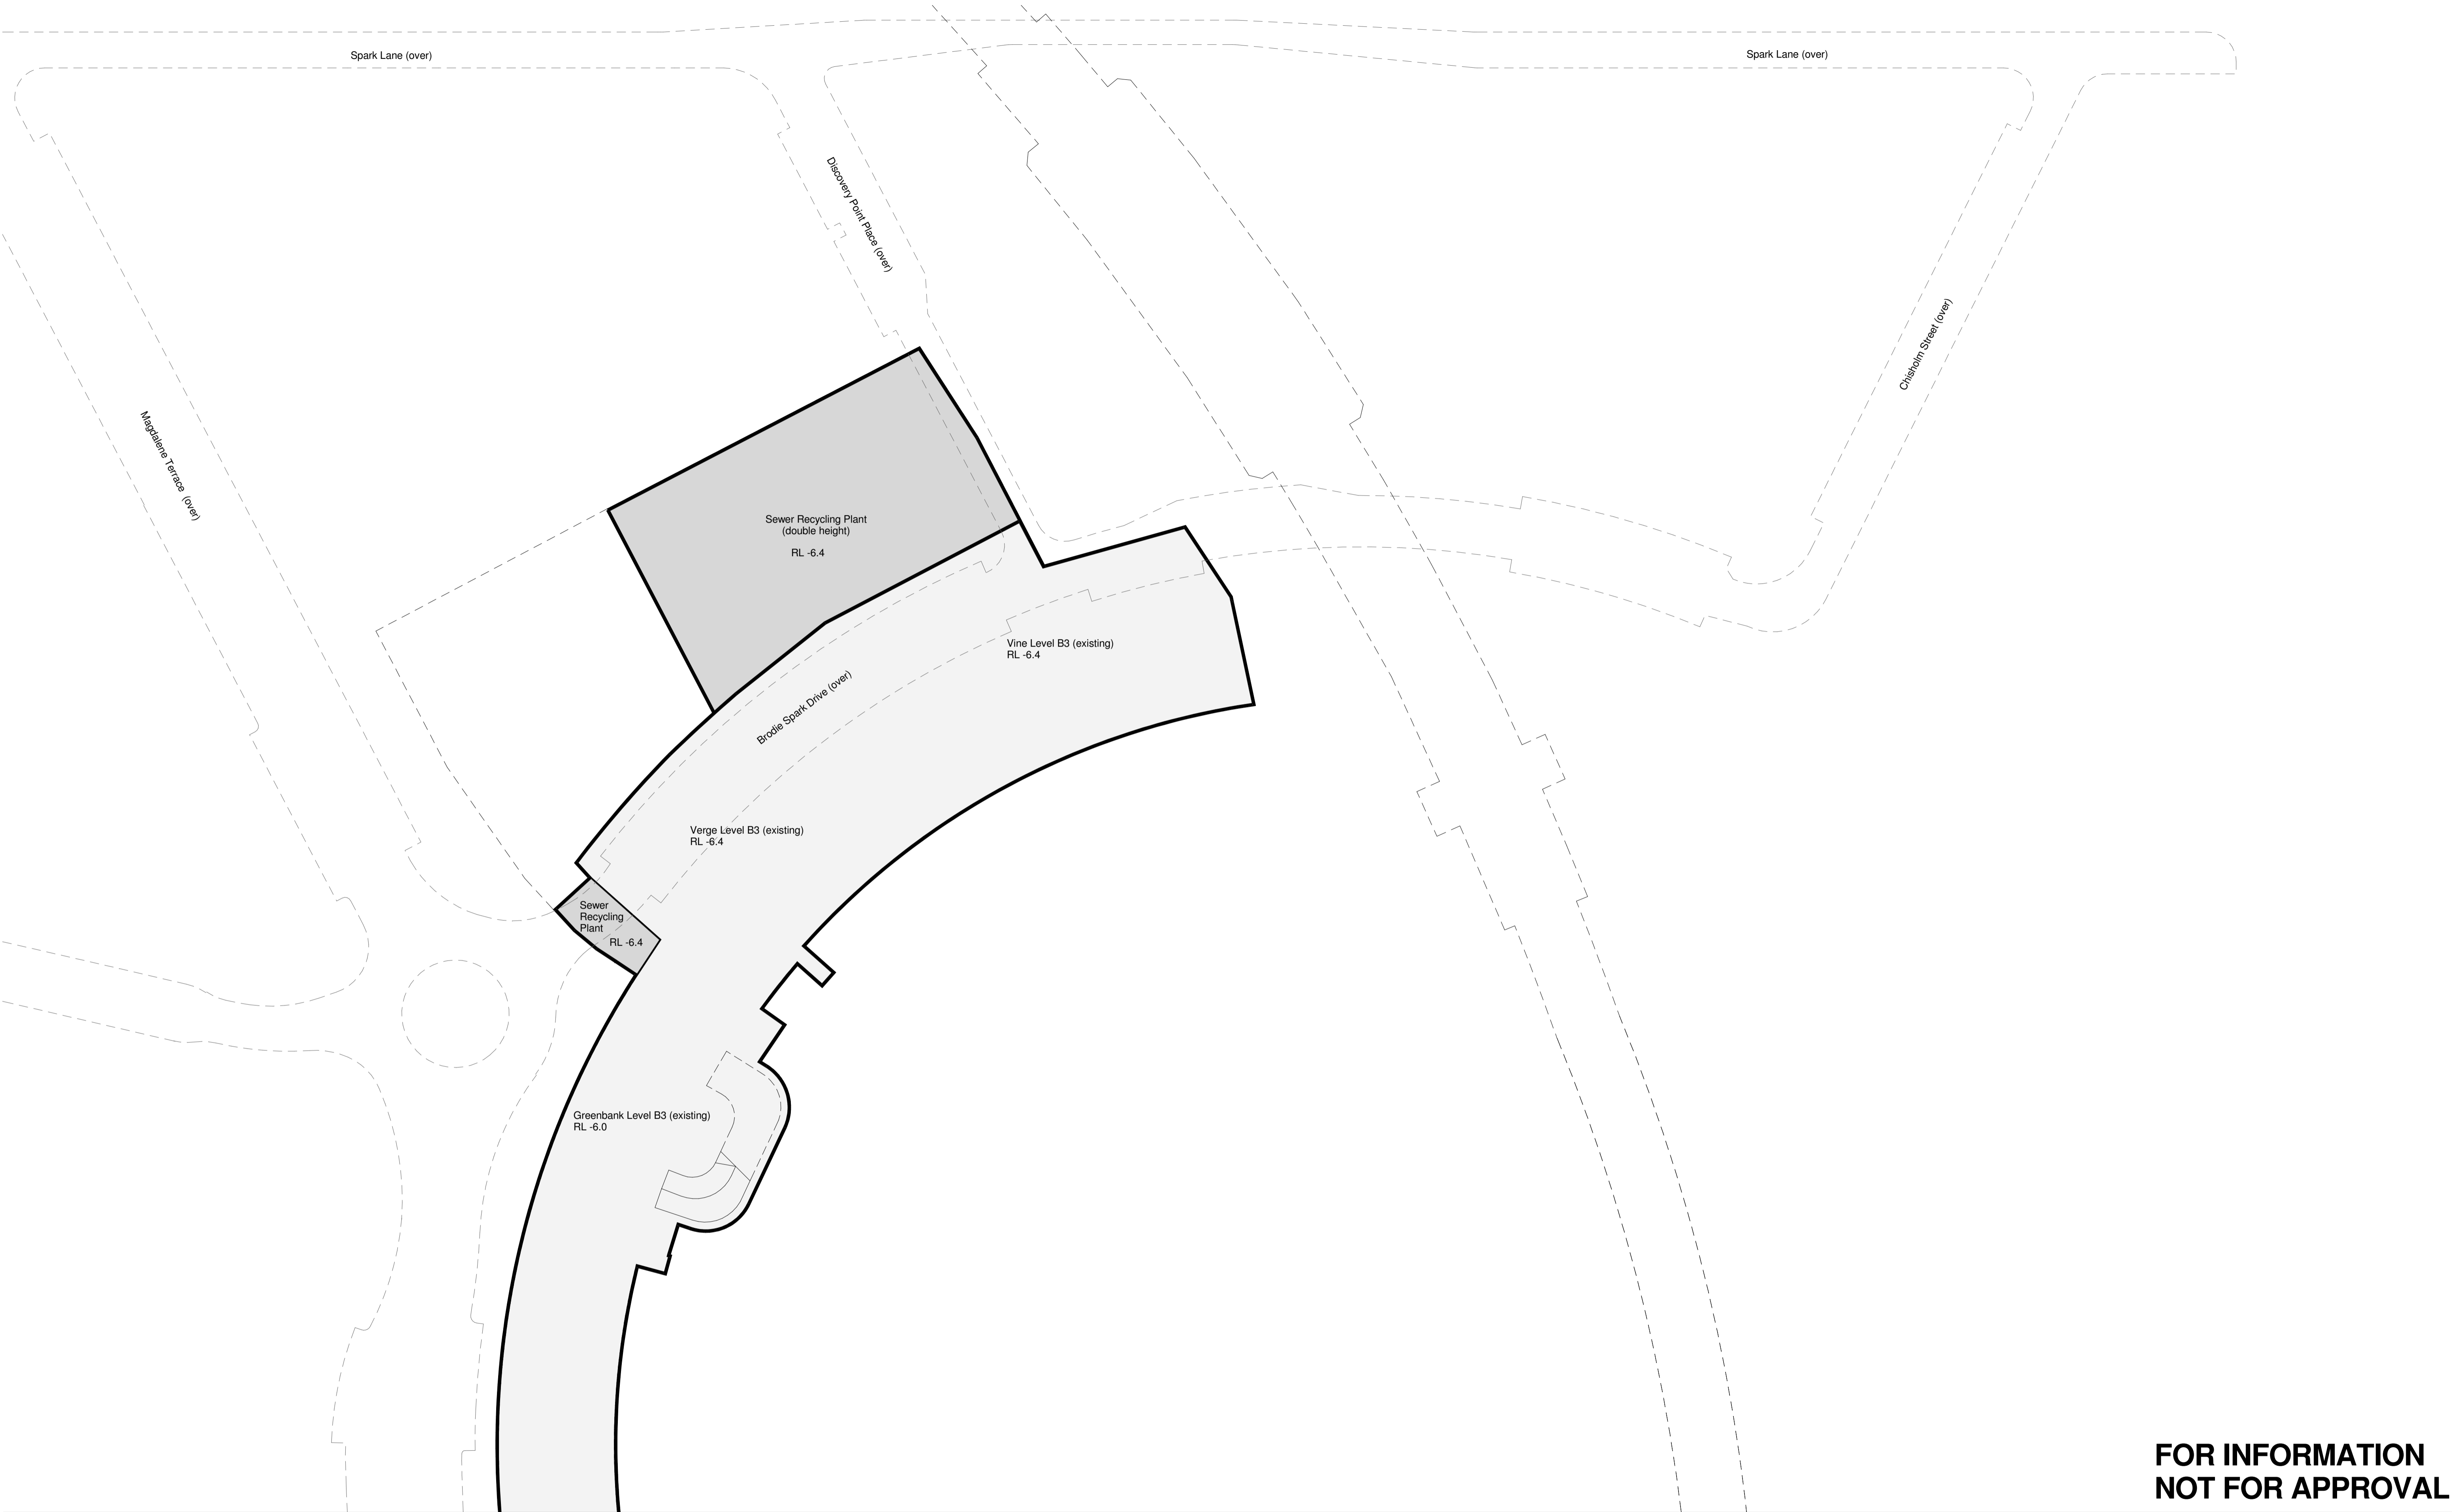 Spark Lane (over)
Spark Lane (over)
Discovery Point Place (over)
Chisholm Street (over)
Magdalene Terrace (over)
Sewer Recycling Plant
(double height)
RL -6.4
Vine Level B3 (existing)
RL -6.4
Brodie Spark Drive (over)
Verge Level B3 (existing)
RL -6.4
Sewer
Recycling
Plant
RL -6.4
Greenbank Level B3 (existing)
RL -6.0
FOR INFORMATION
NOT FOR APPROVAL